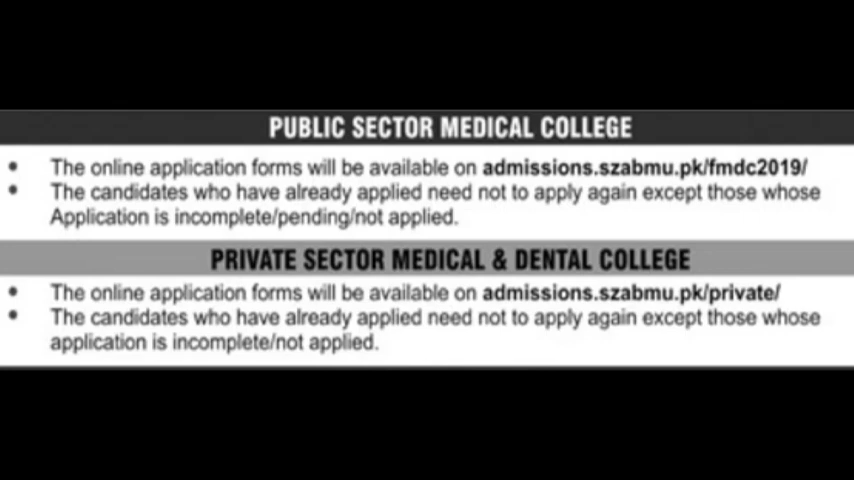 PUBLIC SECTOR MEDICAL COLLEGE
• The online application forms will be available on admissions.szabmu.pk/fmdc2019/
• The candidates who have already applied need not to apply again except those whose
Application is incomplete/pending/not applied.
PRIVATE SECTOR MEDICAL & DENTAL COLLEGE
• The online application forms will be available on admissions.szabmu.pk/private/
• The candidates who have already applied need not to apply again except those whose
application is incomplete/not applied.